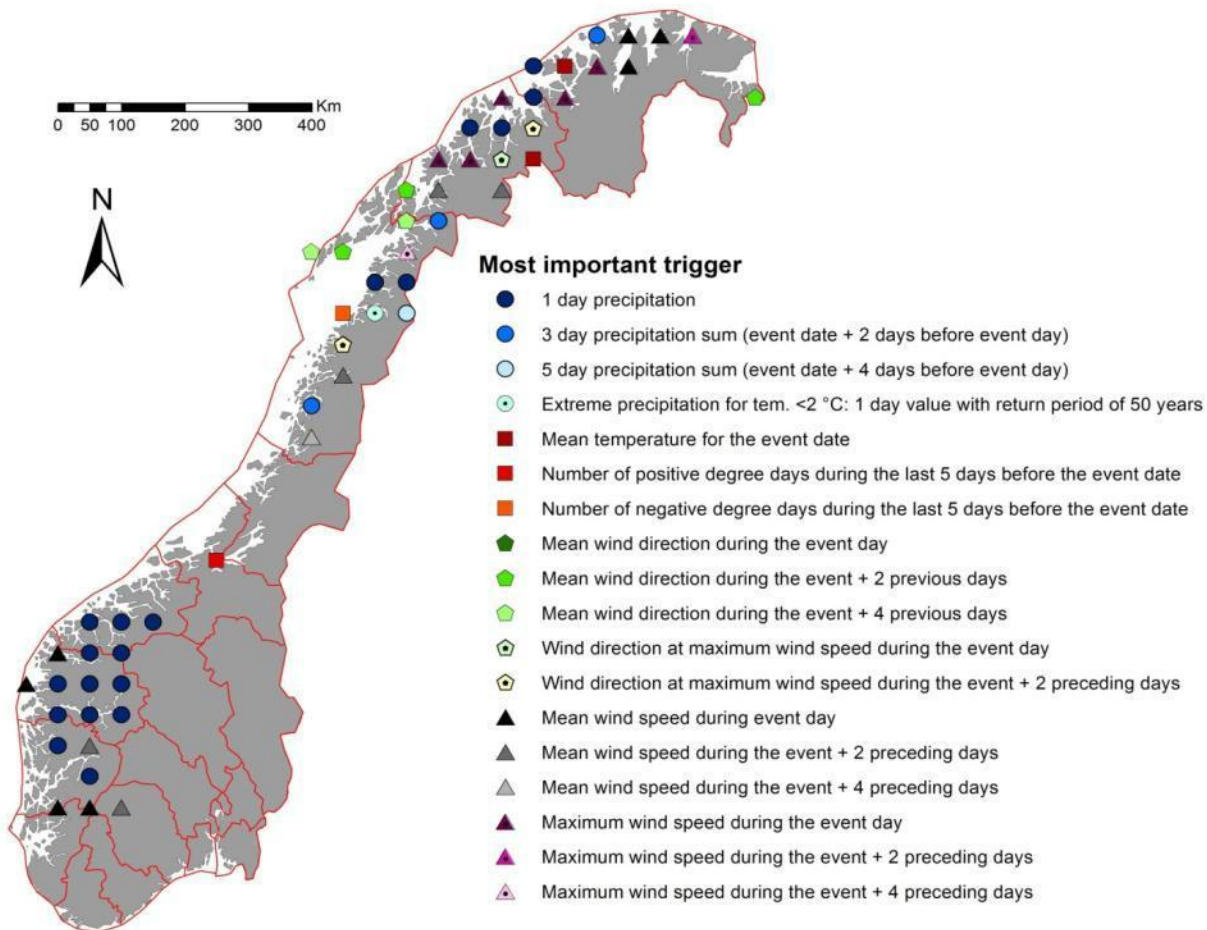 Km
0 50 100 200 300 400
N
Most important trigger
1 day precipitation
3 day precipitation sum (event date + 2 days before event day)
5 day precipitation sum (event date + 4 days before event day)
Extreme precipitation for tem. <2 °C: 1 day value with return period of 50 years
Mean temperature for the event date
Number of positive degree days during the last 5 days before the event date
Number of negative degree days during the last 5 days before the event date
Mean wind direction during the event day
Mean wind direction during the event + 2 previous days
Mean wind direction during the event + 4 previous days
Wind direction at maximum wind speed during the event day
Wind direction at maximum wind speed during the event + 2 preceding days
Mean wind speed during event day
Mean wind speed during the event + 2 preceding days
Mean wind speed during the event + 4 preceding days
Maximum wind speed during the event day
Maximum wind speed during the event + 2 preceding days
Maximum wind speed during the event + 4 preceding days